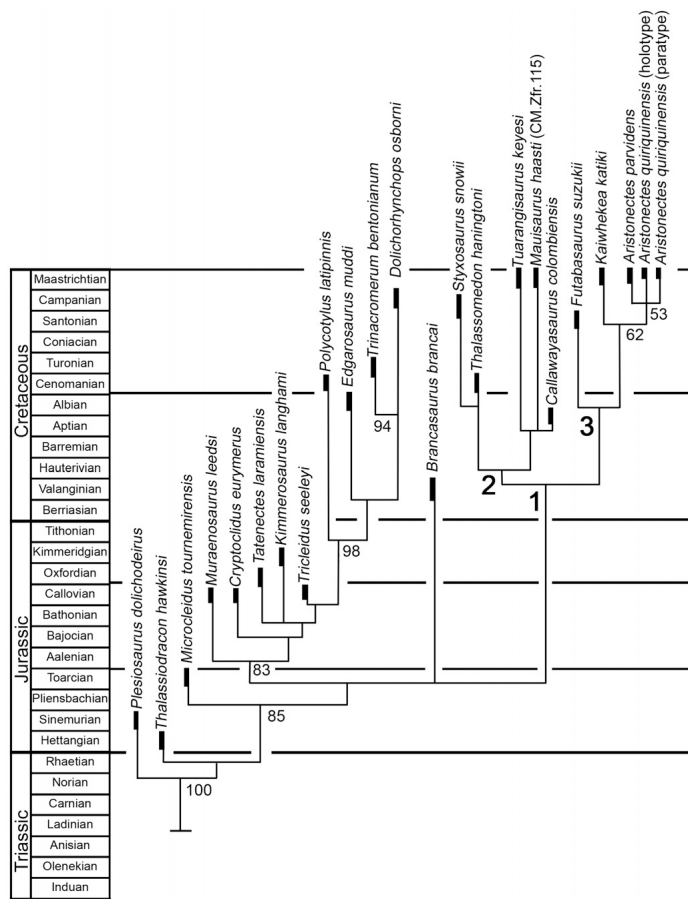 Cretaceous
Jurassic
Triassic
Maastrichtian
Campanian
Santonian
Coniacian
Turonian
Cenomanian
Albian
Aptian
Barremian
Hauterivian
Valanginian
Berriasian
Tithonian
Kimmeridgian
Oxfordian
Callovian
Bathonian
Bajocian
Aalenian
Toarcian
Pliensbachian
Sinemurian
Hettangian
Rhaetian
Norian
Carnian
Ladinian
Anisian
Olenekian
Induan
Plesiosaurus dolichodeirus
Thalassiodracon hawkinsi
Microcleidus tournemirensis
Muraenosaurus leedsi
Cryptoclidus eurymerus
Tatenectes laramiensis
Kimmerosaurus langhami
Tricleidus seeleyi
Polycotylus latipinnis
Edgarosaurus muddi
Trinacromerum bentonianum
Dolichorhynchops osborni
Brancasaurus brancai
Styxosaurus snowii
Thalassomedon haningtoni
Tuarangisaurus keyesi
Mauisaurus haasti (CM.Zfr.115)
Callawayasaurus colombiensis
Futabasaurus suzukii
Kaiwhekea katiki
Aristonectes parvidens
Aristonectes quiriquinensis (holotype)
Aristonectes quiriquinensis (paratype)
53
62
94
3
2
1
98
83
85
100